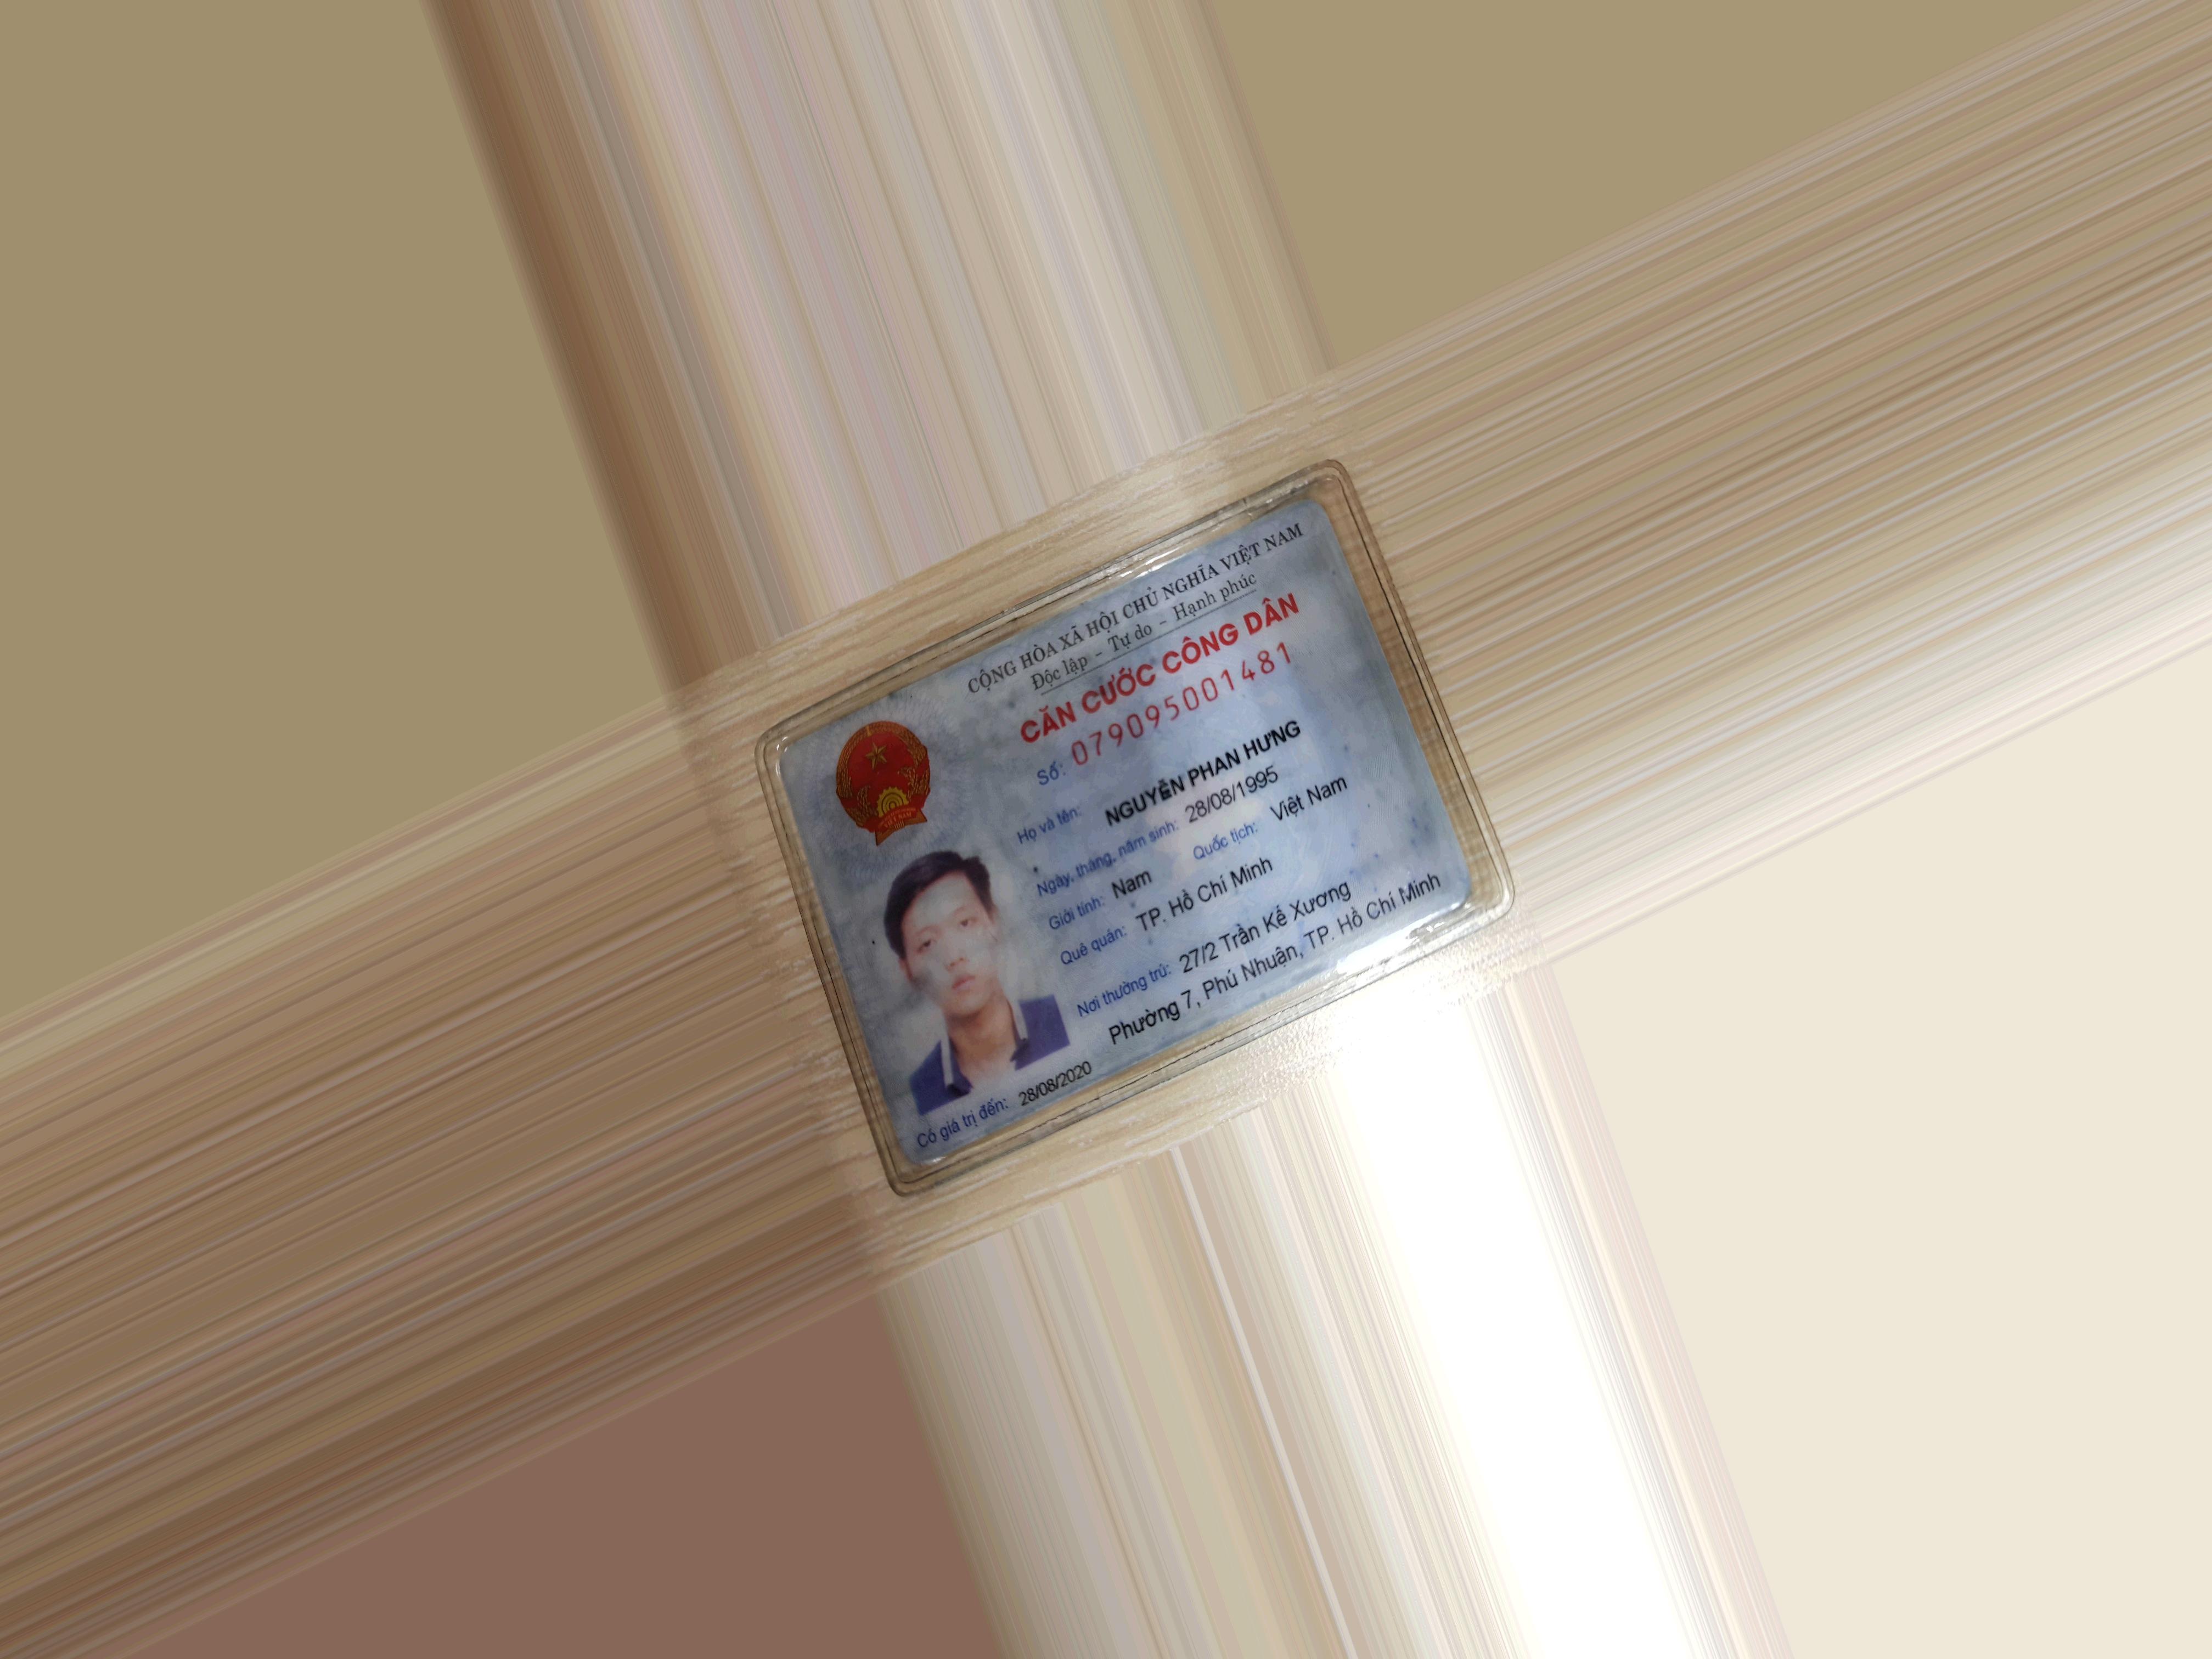 CỘNG HÒA XÃ HỘI CHỦ NGHĨA VIỆT NAM
Độc lập - Tự do - Hạnh phúc
CĂN CƯỚC CÔNG DÂN
Số: 079095001481
Họ và tên: NGUYỄN PHAN HƯNG
Ngày, tháng, năm sinh: 28/08/1995
Giới tính: Nam Quốc tịch: Việt Nam
Quê quán: TP. Hồ Chí Minh
Nơi thường trú: 27/2 Trần Kế Xương
Phường 7, Phú Nhuận, TP. Hồ Chí Minh
Có giá trị đến: 28/08/2020
VIỆT NAM